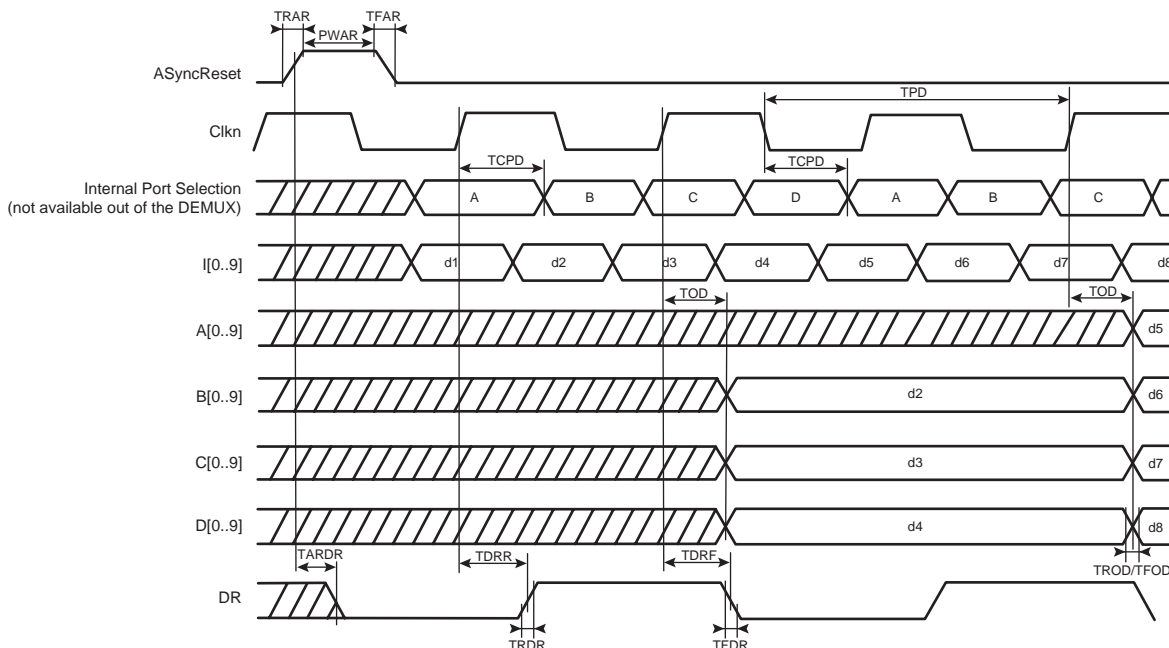 TRAR TFAR
PWAR
ASyncReset
TPD
Clkn
TCPD TCPD
Internal Port Selection
(not available out of the DEMUX)
A B C D A B C
I[0..9] d1 d2 d3 d4 d5 d6 d7 d8
TOD TOD
A[0..9] d5
B[0..9] d2 d6
C[0..9] d3 d7
D[0..9] d4 d8
TARDR TDRR TDRF TROD/TFOD
DR
TRDR TFDR